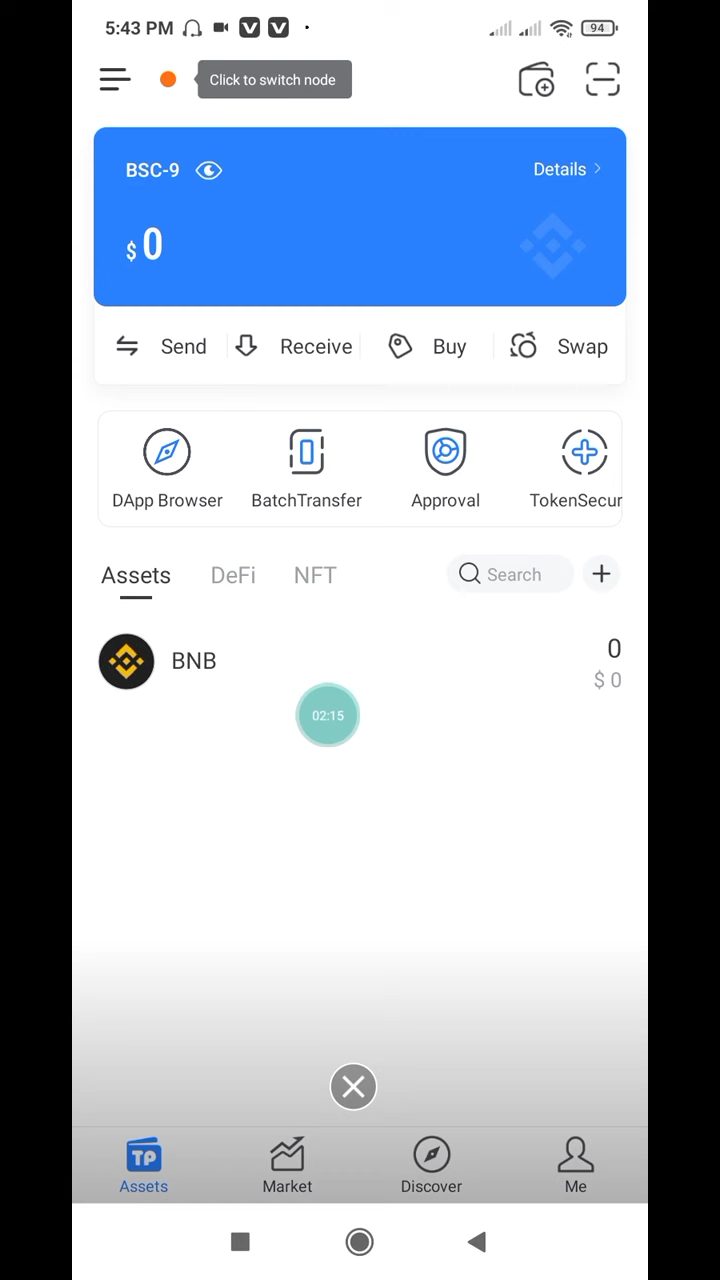 5:43 PM
94
Click to switch node
BSC-9
Details
$ 0
Send
Receive
Buy
Swap
DApp Browser
BatchTransfer
Approval
TokenSecur
Assets
DeFi
NFT
Search
BNB
0
$ 0
02:15
TP
Assets
Market
Discover
Me